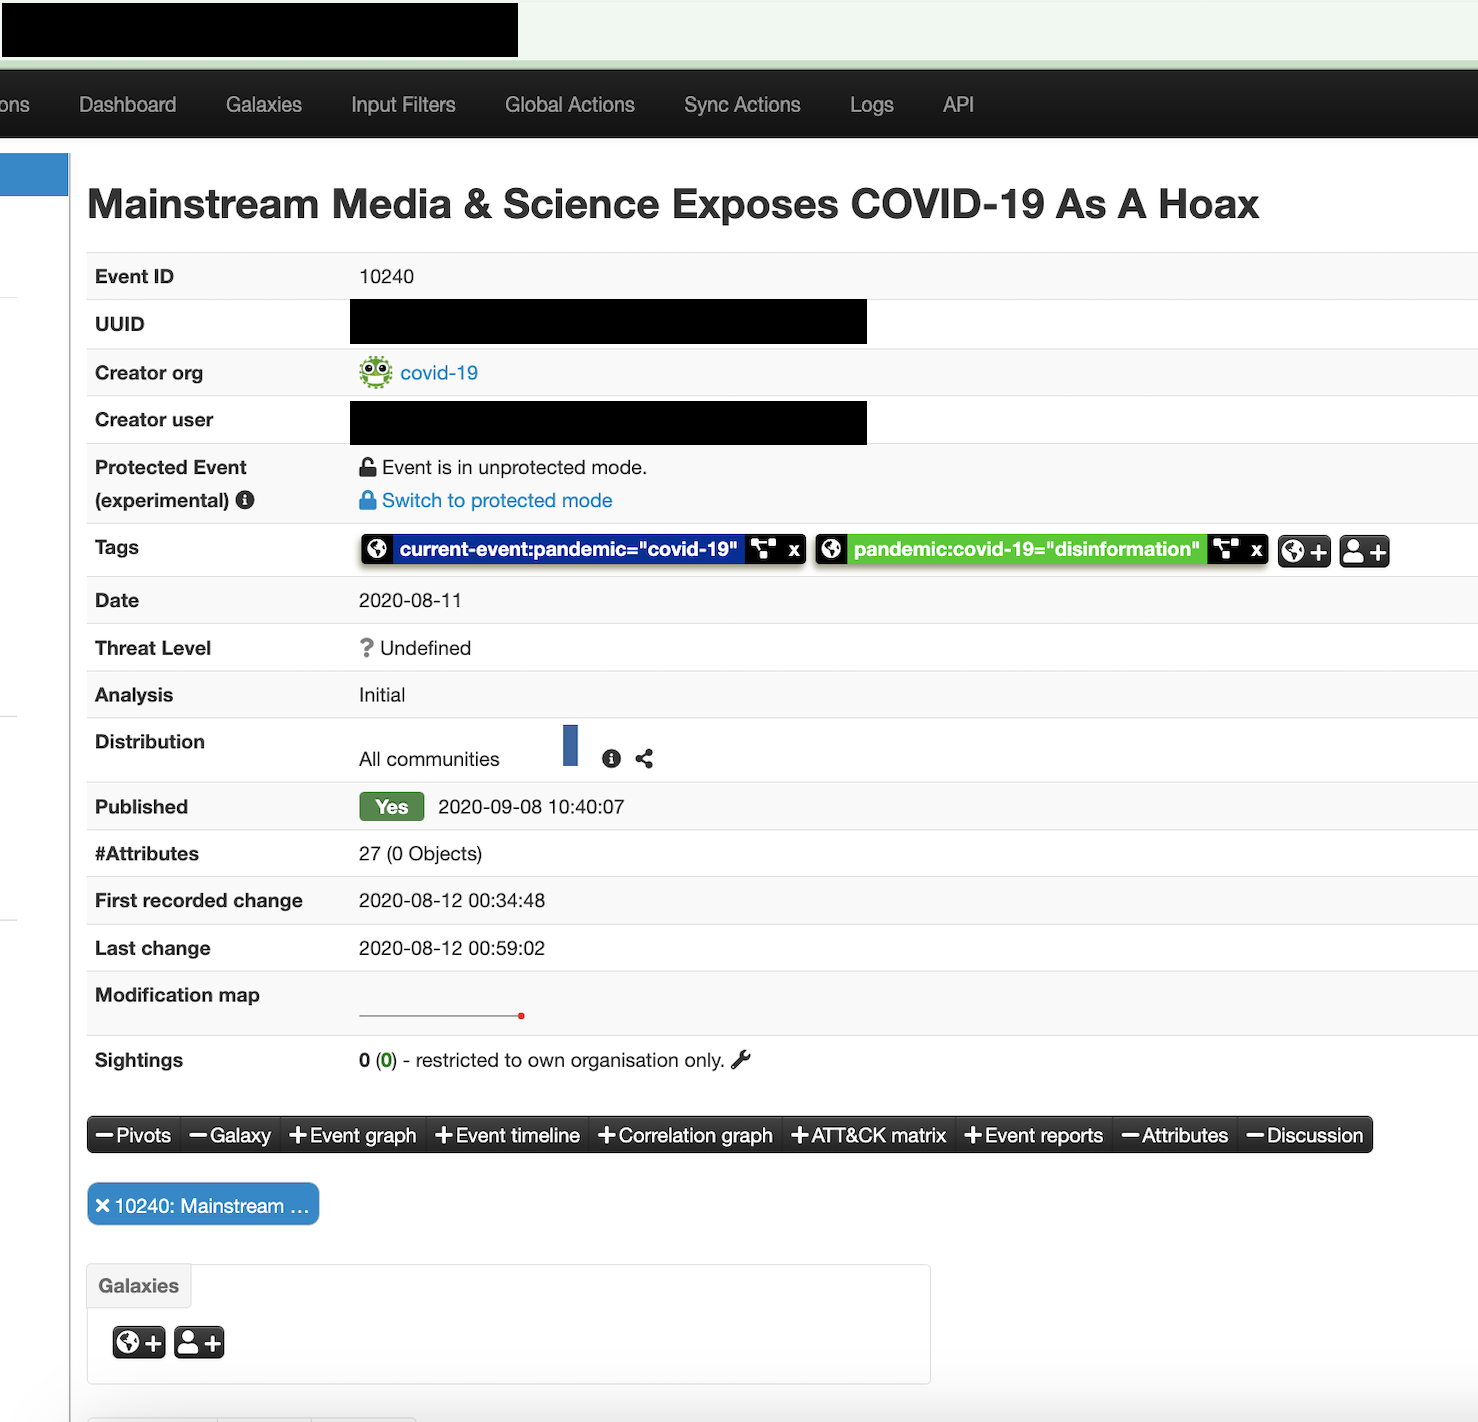 ons Dashboard Galaxies Input Filters Global Actions Sync Actions Logs API
Mainstream Media & Science Exposes COVID-19 As A Hoax
Event ID 10240
UUID
Creator org covid-19
Creator user
Protected Event (experimental) Event is in unprotected mode.
Switch to protected mode
Tags current-event:pandemic="covid-19" x pandemic:covid-19="disinformation" x + +
Date 2020-08-11
Threat Level ? Undefined
Analysis Initial
Distribution All communities
Published Yes 2020-09-08 10:40:07
#Attributes 27 (0 Objects)
First recorded change 2020-08-12 00:34:48
Last change 2020-08-12 00:59:02
Modification map
Sightings 0 (0) - restricted to own organisation only.
−Pivots −Galaxy +Event graph +Event timeline +Correlation graph +ATT&CK matrix +Event reports −Attributes −Discussion
× 10240: Mainstream ...
Galaxies
+ +